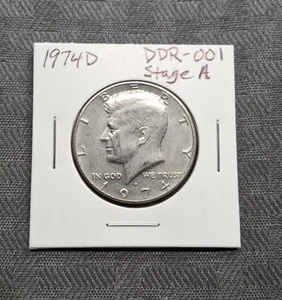 1974D
DDR-001
Stage A
LIBERTY
IN GOD WE TRUST
D
1974